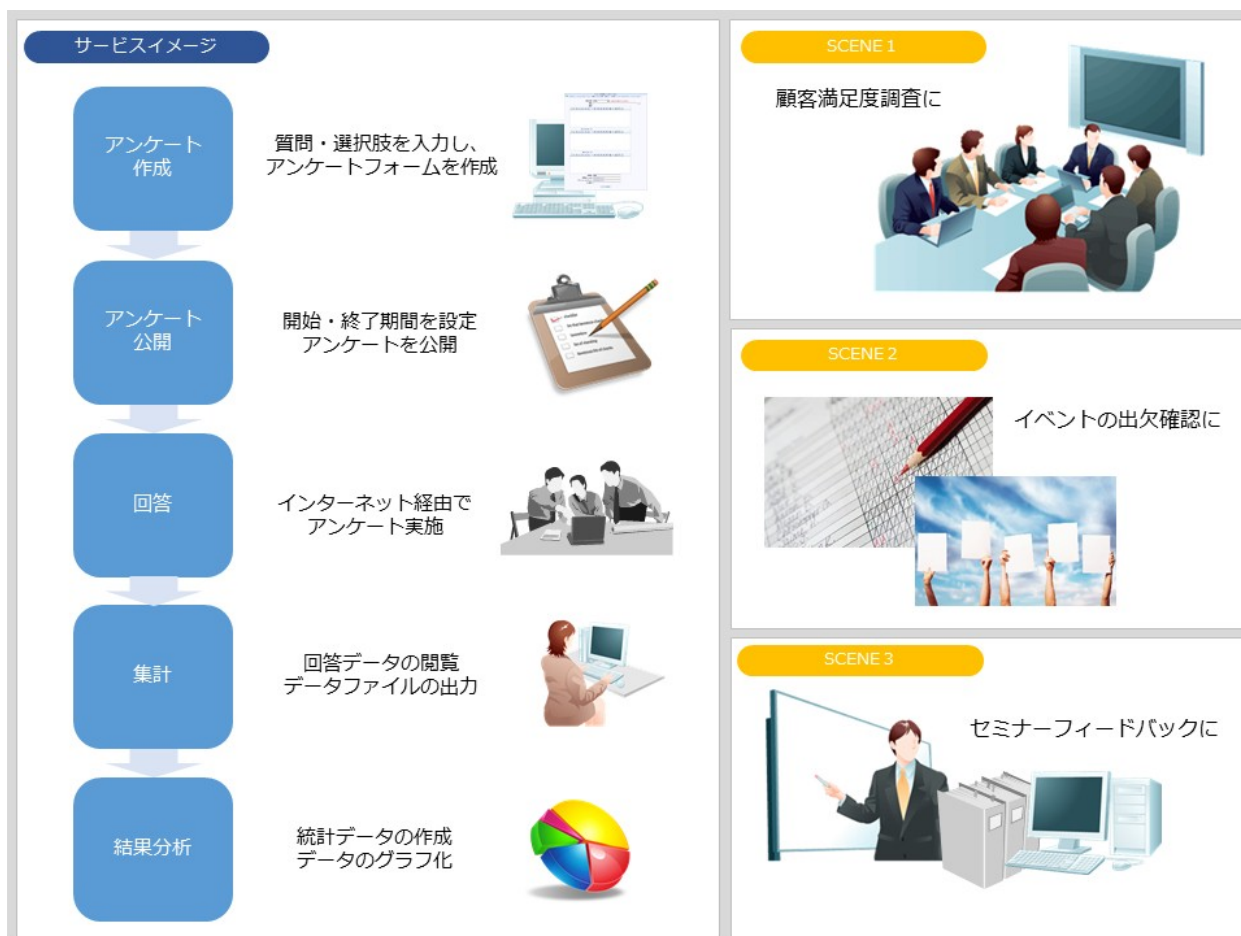 サービスイメージ
アンケート
作成
質問・選択肢を入力し、
アンケートフォームを作成
アンケート
公開
開始・終了期間を設定
アンケートを公開
回答
インターネット経由で
アンケート実施
集計
回答データの閲覧
データファイルの出力
結果分析
統計データの作成
データのグラフ化
SCENE 1
顧客満足度調査に
SCENE 2
イベントの出欠確認に
SCENE 3
セミナーフィードバックに